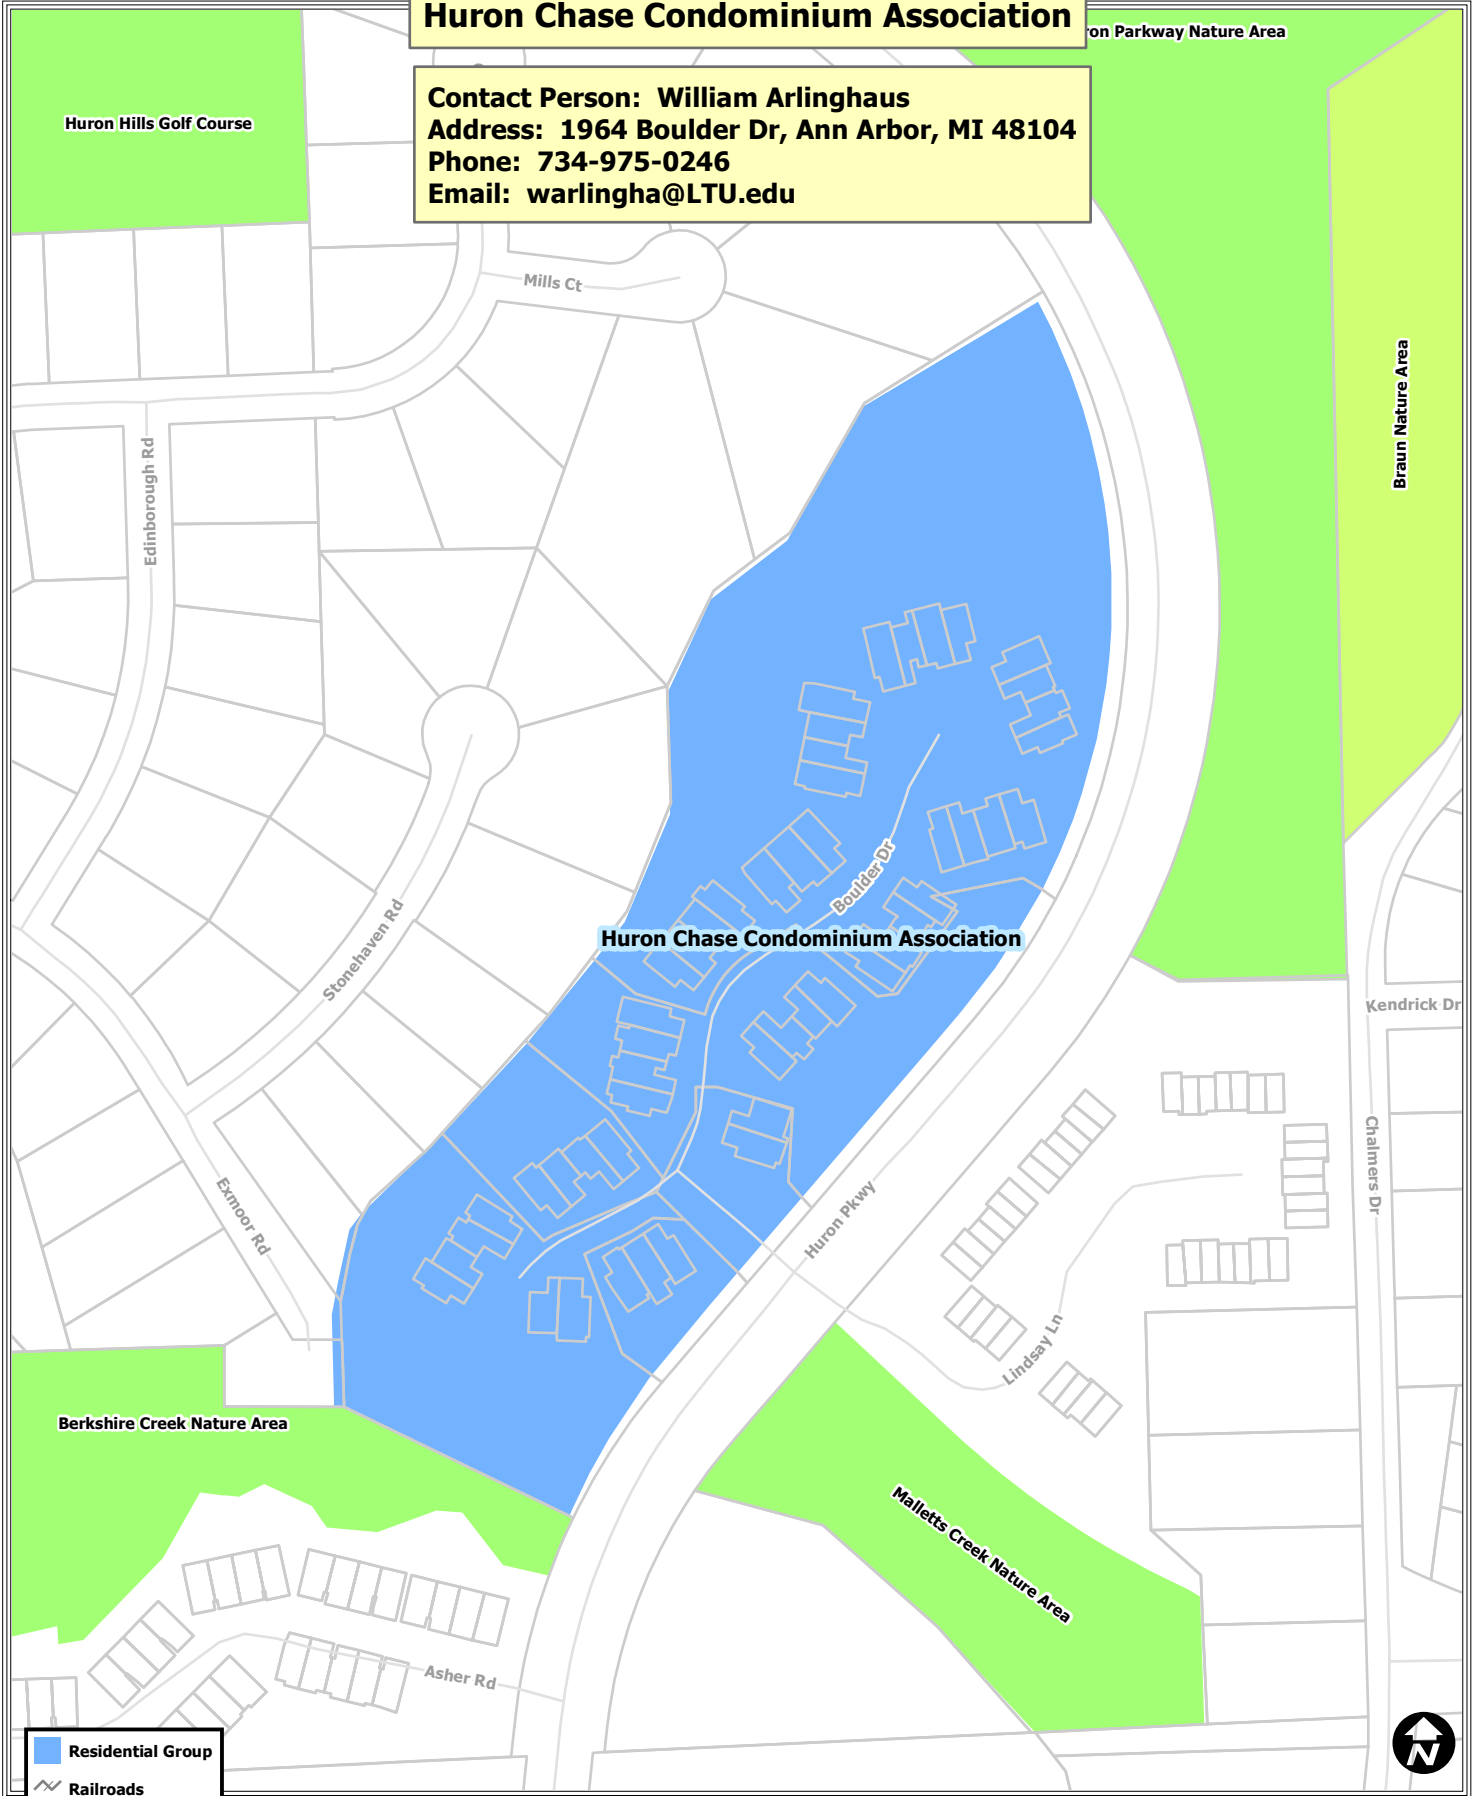 Huron Chase Condominium Association
ron Parkway Nature Area
Contact Person: William Arlinghaus
Address: 1964 Boulder Dr, Ann Arbor, MI 48104
Phone: 734-975-0246
Email: warlingha@LTU.edu
Huron Hills Golf Course
Mills Ct
Braun Nature Area
Edinborough Rd
Boulder Dr
Stonehaven Rd
Huron Chase Condominium Association
Kendrick Dr
Chalmers Dr
Exmoor Rd
Huron Pkwy
Lindsay Ln
Berkshire Creek Nature Area
Malletts Creek Nature Area
Asher Rd
Residential Group
Railroads
N